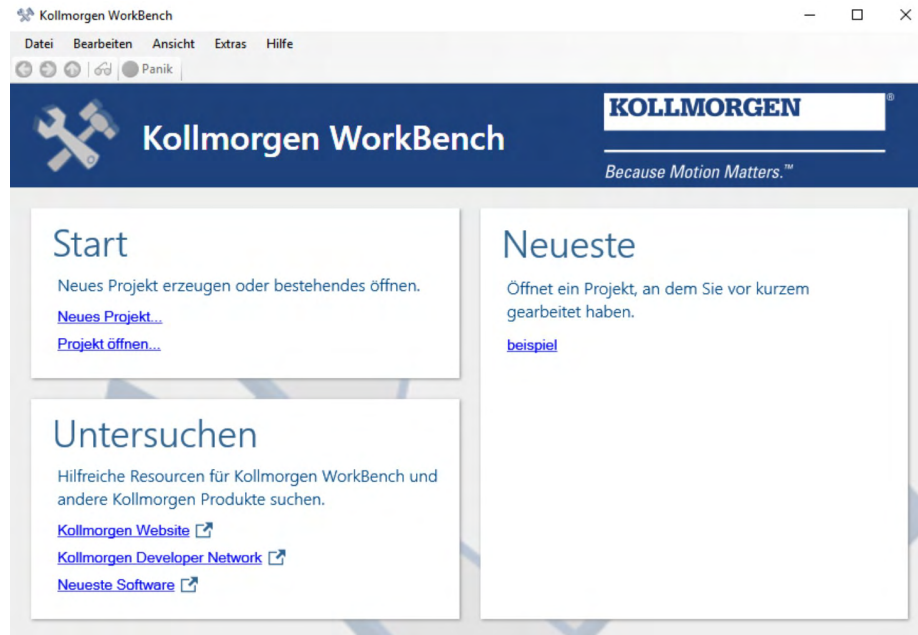 Kollmorgen WorkBench
Datei Bearbeiten Ansicht Extras Hilfe
Panik
Kollmorgen WorkBench
KOLLMORGEN®
Because Motion Matters.™
Start
Neues Projekt erzeugen oder bestehendes öffnen.
Neues Projekt...
Projekt öffnen...
Neueste
Öffnet ein Projekt, an dem Sie vor kurzem
gearbeitet haben.
beispiel
Untersuchen
Hilfreiche Resourcen für Kollmorgen WorkBench und
andere Kollmorgen Produkte suchen.
Kollmorgen Website
Kollmorgen Developer Network
Neueste Software